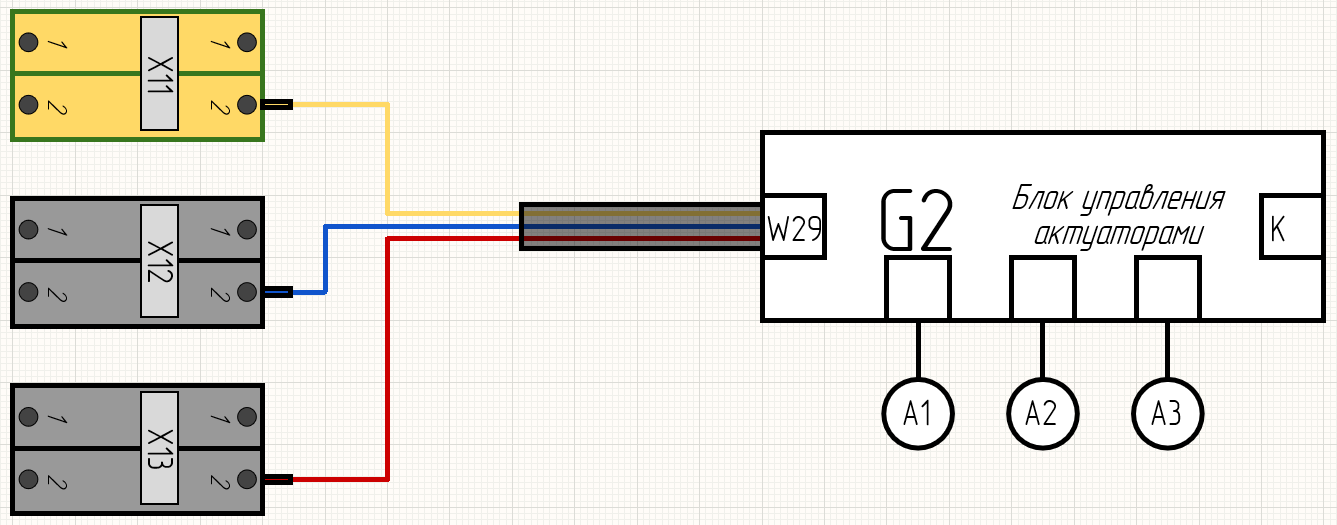 1 X11 1
2 2
1 X12 1
2 2
1 X13 1
2 2
W29
G2
Блок управления
актуаторами
K
A1 A2 A3